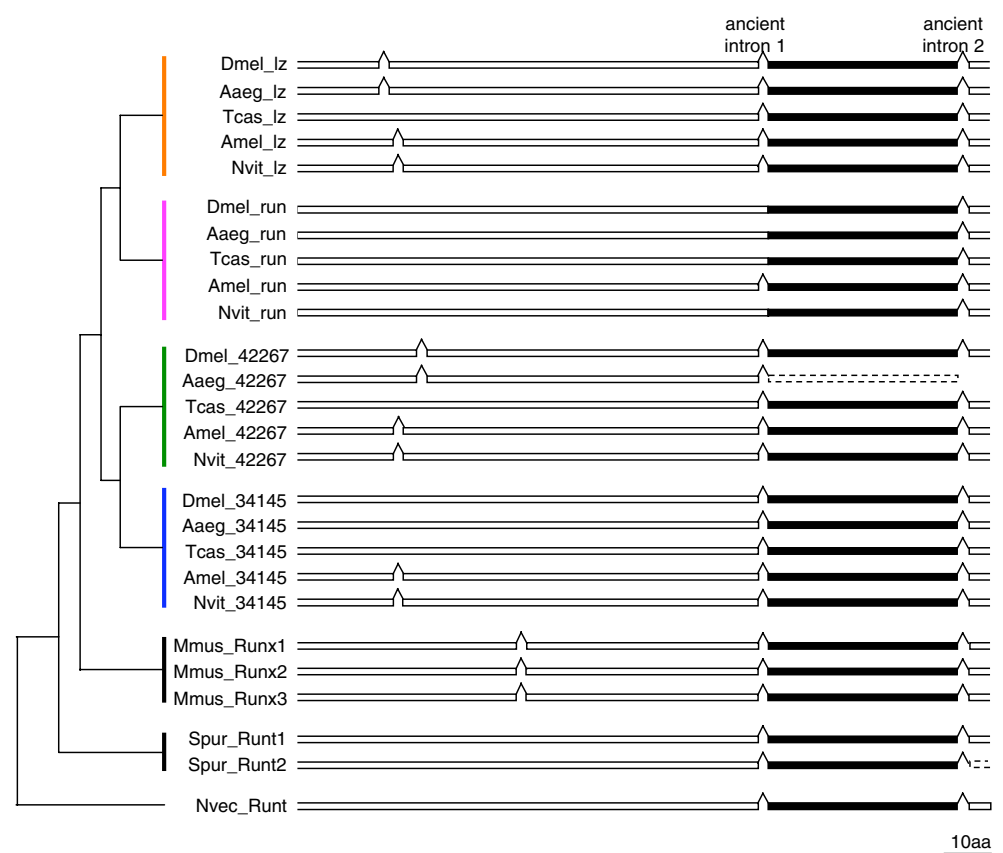 ancient ancient
intron 1 intron 2
Dmel_lz
Aaeg_lz
Tcas_lz
Amel_lz
Nvit_lz
Dmel_run
Aaeg_run
Tcas_run
Amel_run
Nvit_run
Dmel_42267
Aaeg_42267
Tcas_42267
Amel_42267
Nvit_42267
Dmel_34145
Aaeg_34145
Tcas_34145
Amel_34145
Nvit_34145
Mmus_Runx1
Mmus_Runx2
Mmus_Runx3
Spur_Runt1
Spur_Runt2
Nvec_Runt
10aa